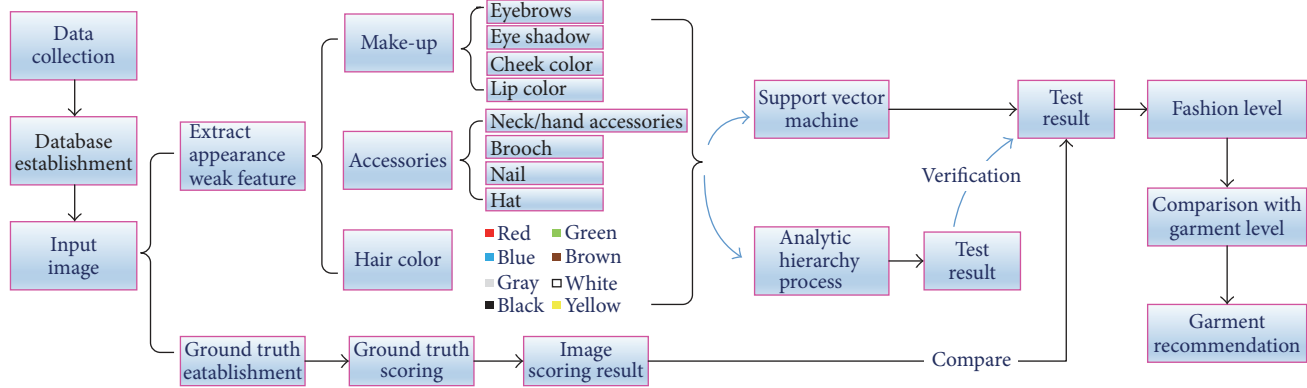 Data
collection
Database
establishment
Input
image
Extract
appearance
weak feature
Make-up
Eyebrows
Eye shadow
Cheek color
Lip color
Accessories
Neck/hand accessories
Brooch
Nail
Hat
Hair color
Red
Green
Blue
Brown
Gray
White
Black
Yellow
Support vector
machine
Analytic
hierarchy
process
Test
result
Verification
Test
result
Fashion level
Comparison with
garment level
Garment
recommendation
Ground truth
eatablishment
Ground truth
scoring
Image
scoring result
Compare